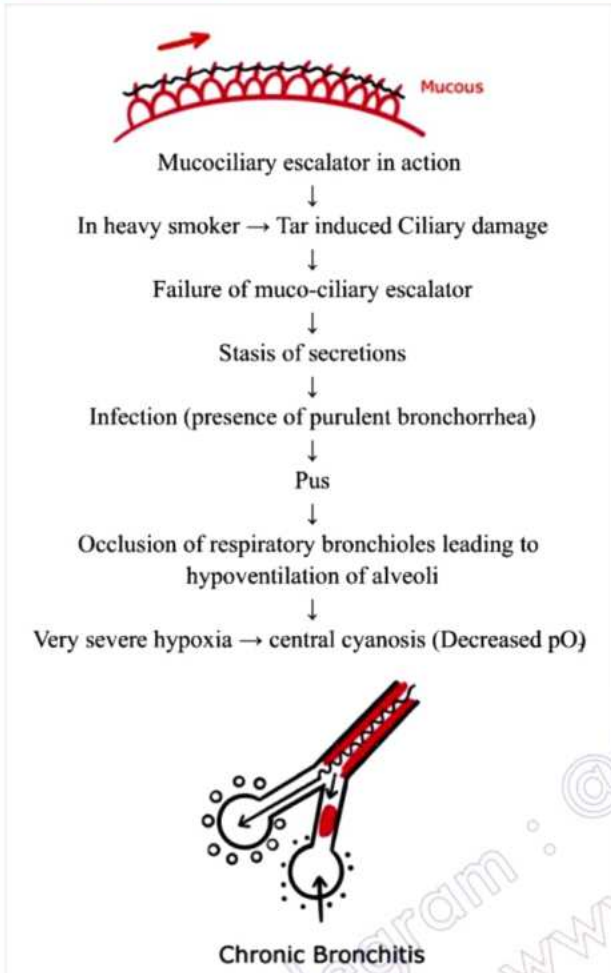 Mucous
Mucociliary escalator in action
↓
In heavy smoker → Tar induced Ciliary damage
↓
Failure of muco-ciliary escalator
↓
Stasis of secretions
↓
Infection (presence of purulent bronchorrhea)
↓
Pus
↓
Occlusion of respiratory bronchioles leading to
hypoventilation of alveoli
↓
Very severe hypoxia → central cyanosis (Decreased pO₂)
Chronic Bronchitis